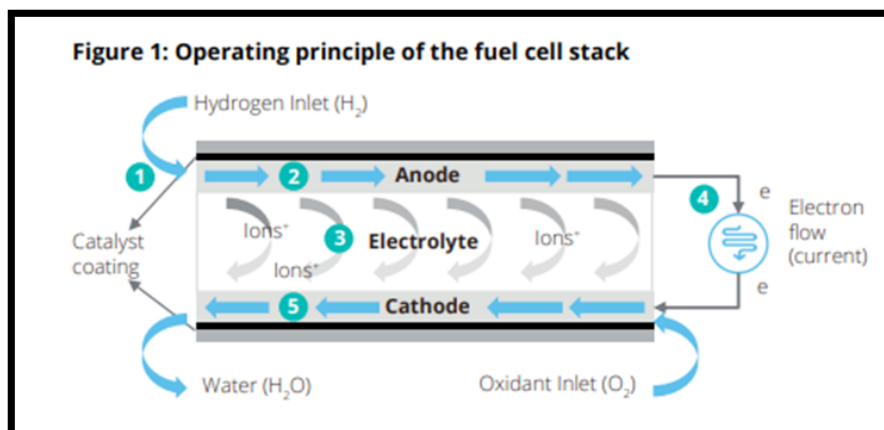 Figure 1: Operating principle of the fuel cell stack
Hydrogen Inlet (H₂)
1
2
Anode
4
e
Electron
flow
(current)
e
Ions⁺
3
Electrolyte
Ions⁺
Ions⁺
Catalyst
coating
5
Cathode
Water (H₂O)
Oxidant Inlet (O₂)